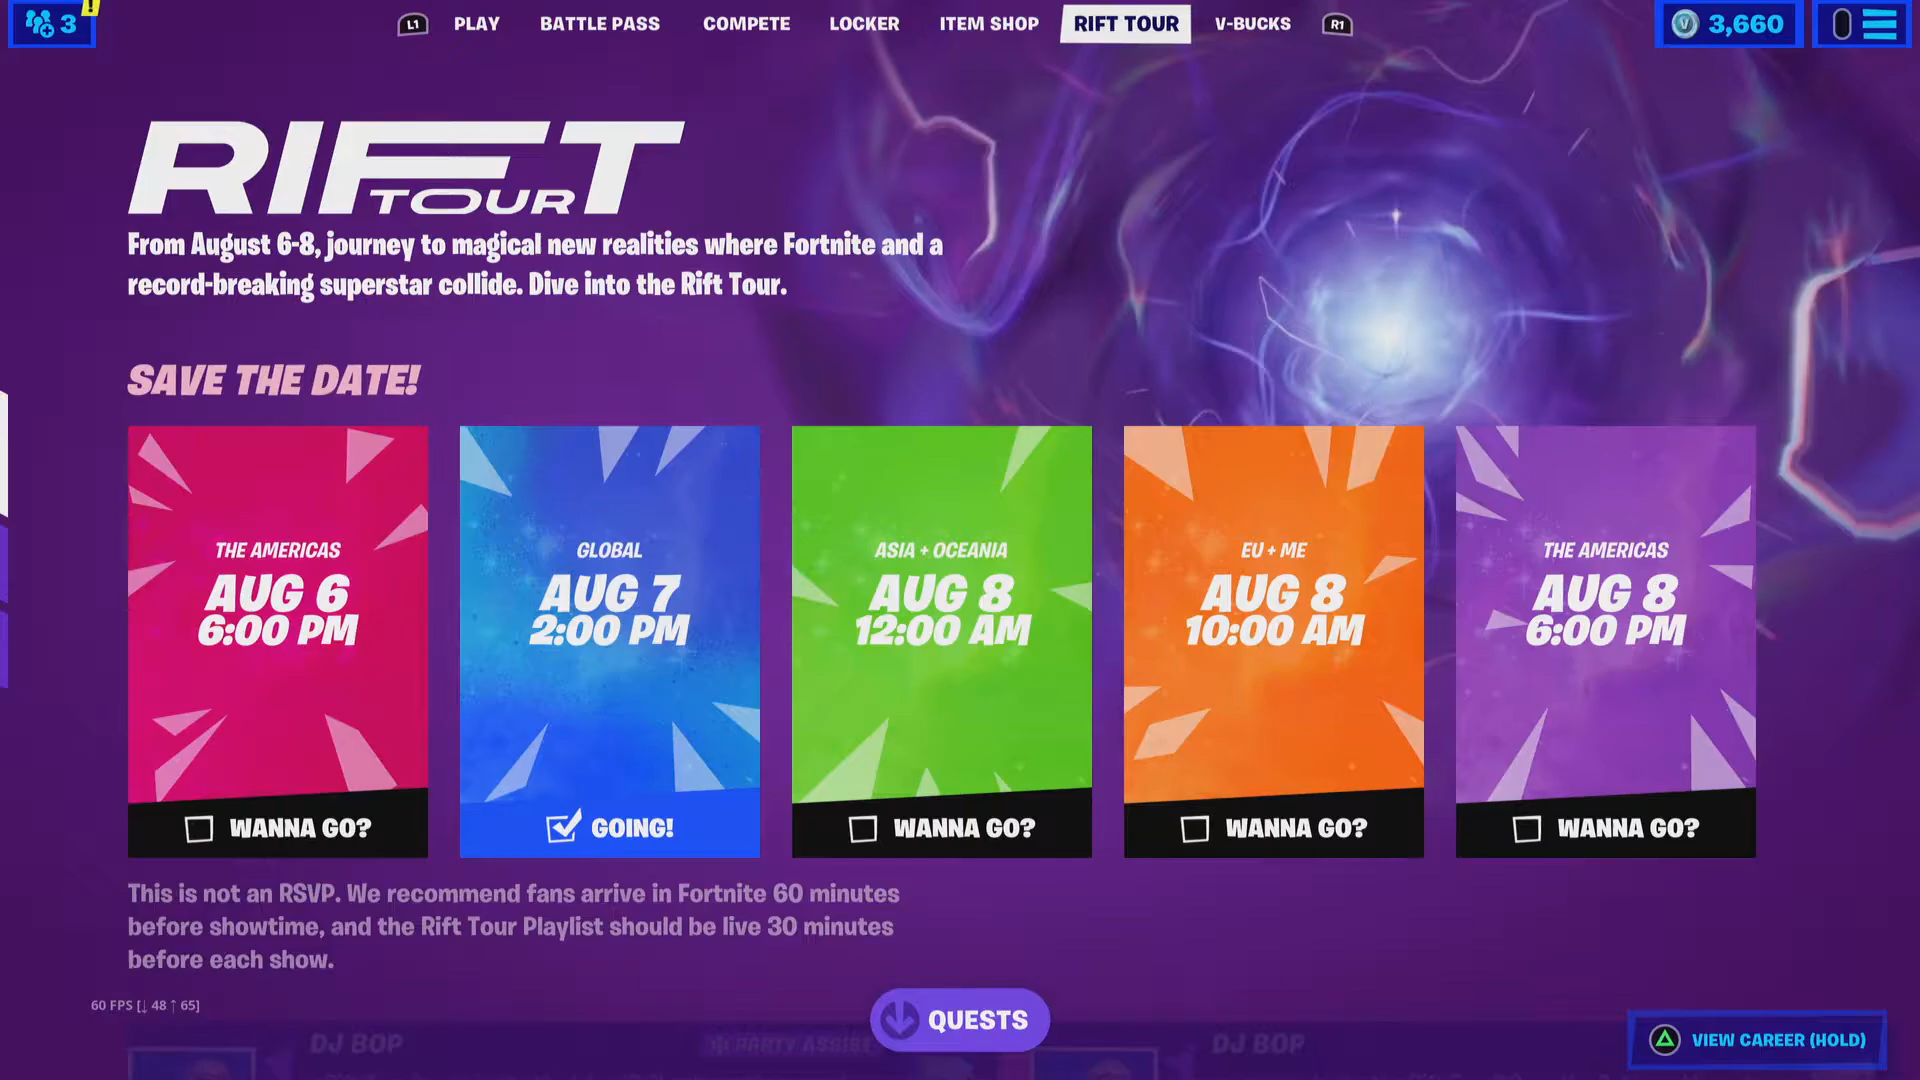 3
!
L1
PLAY
BATTLE PASS
COMPETE
LOCKER
ITEM SHOP
RIFT TOUR
V-BUCKS
R1
V
3,660
RIFT
TOUR
From August 6-8, journey to magical new realities where Fortnite and a
record-breaking superstar collide. Dive into the Rift Tour.
SAVE THE DATE!
THE AMERICAS
AUG 6
6:00 PM
WANNA GO?
GLOBAL
AUG 7
2:00 PM
GOING!
ASIA + OCEANIA
AUG 8
12:00 AM
WANNA GO?
EU + ME
AUG 8
10:00 AM
WANNA GO?
THE AMERICAS
AUG 8
6:00 PM
WANNA GO?
This is not an RSVP. We recommend fans arrive in Fortnite 60 minutes
before showtime, and the Rift Tour Playlist should be live 30 minutes
before each show.
60 FPS [↓ 48 ↑ 65]
QUESTS
VIEW CAREER (HOLD)
DJ BOP
PARTY ASSIST
DJ BOP